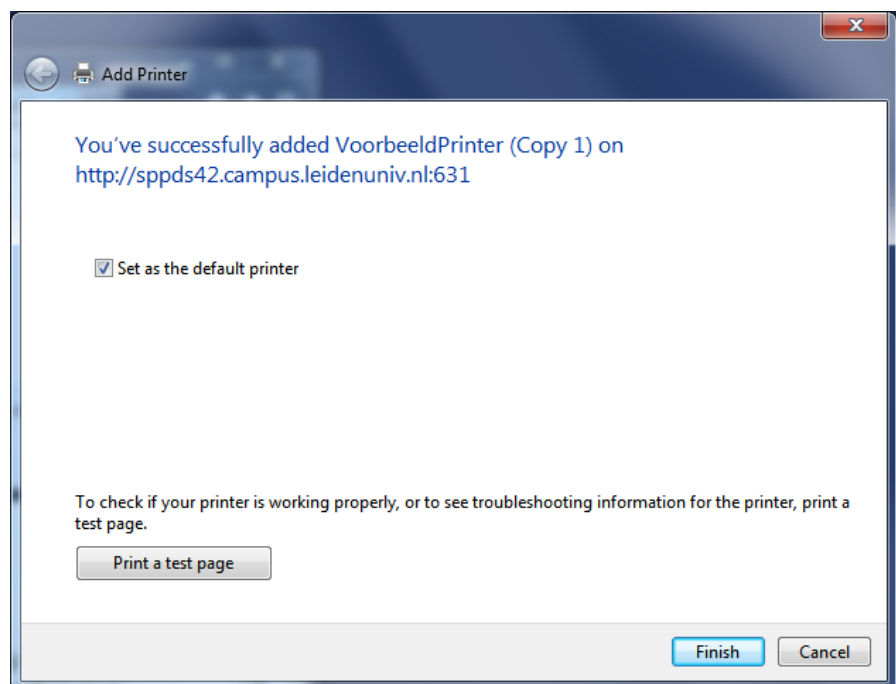 Add Printer
You've successfully added VoorbeeldPrinter (Copy 1) on
http://sppds42.campus.leidenuniv.nl:631
Set as the default printer
To check if your printer is working properly, or to see troubleshooting information for the printer, print a
test page.
Print a test page
Finish Cancel